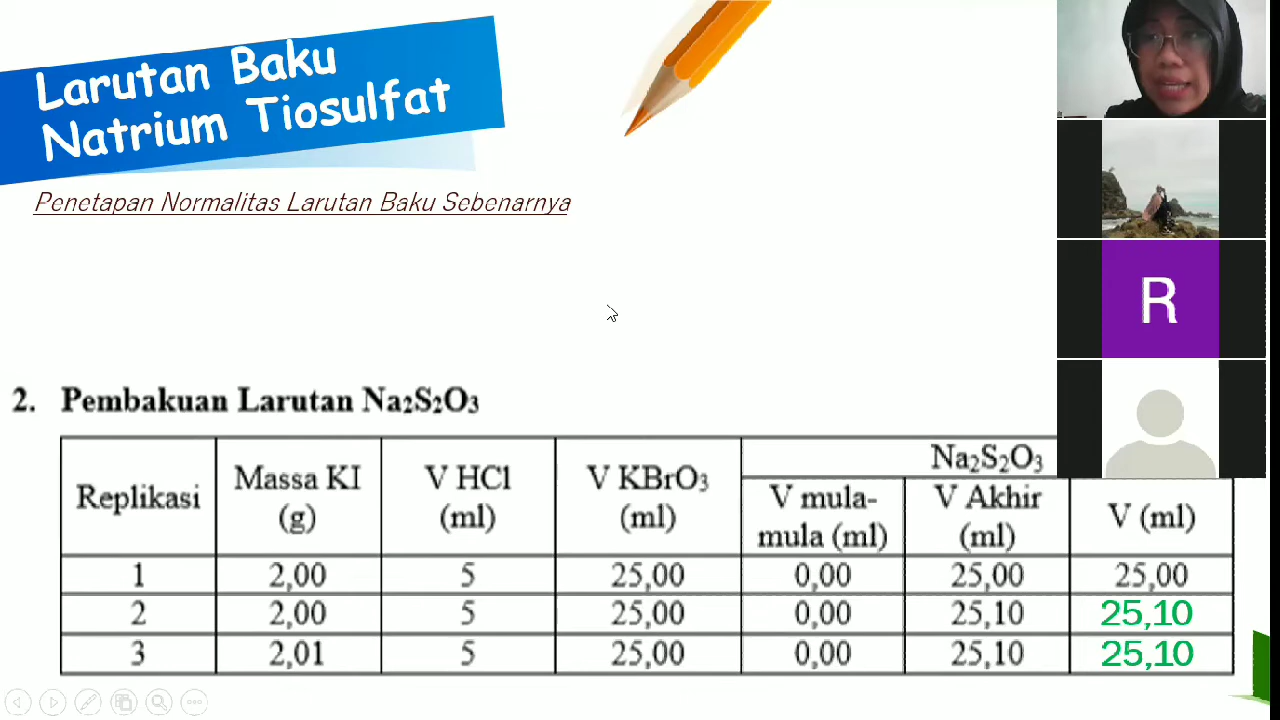 Larutan Baku
Natrium Tiosulfat
Penetapan Normalitas Larutan Baku Sebenarnya
R
2. Pembakuan Larutan Na₂S₂O₃
Replikasi Massa KI (g) V HCl (ml) V KBrO₃ (ml) Na₂S₂O₃
V mula-mula (ml) V Akhir (ml) V (ml)
1 2,00 5 25,00 0,00 25,00 25,00
2 2,00 5 25,00 0,00 25,10 25,10
3 2,01 5 25,00 0,00 25,10 25,10